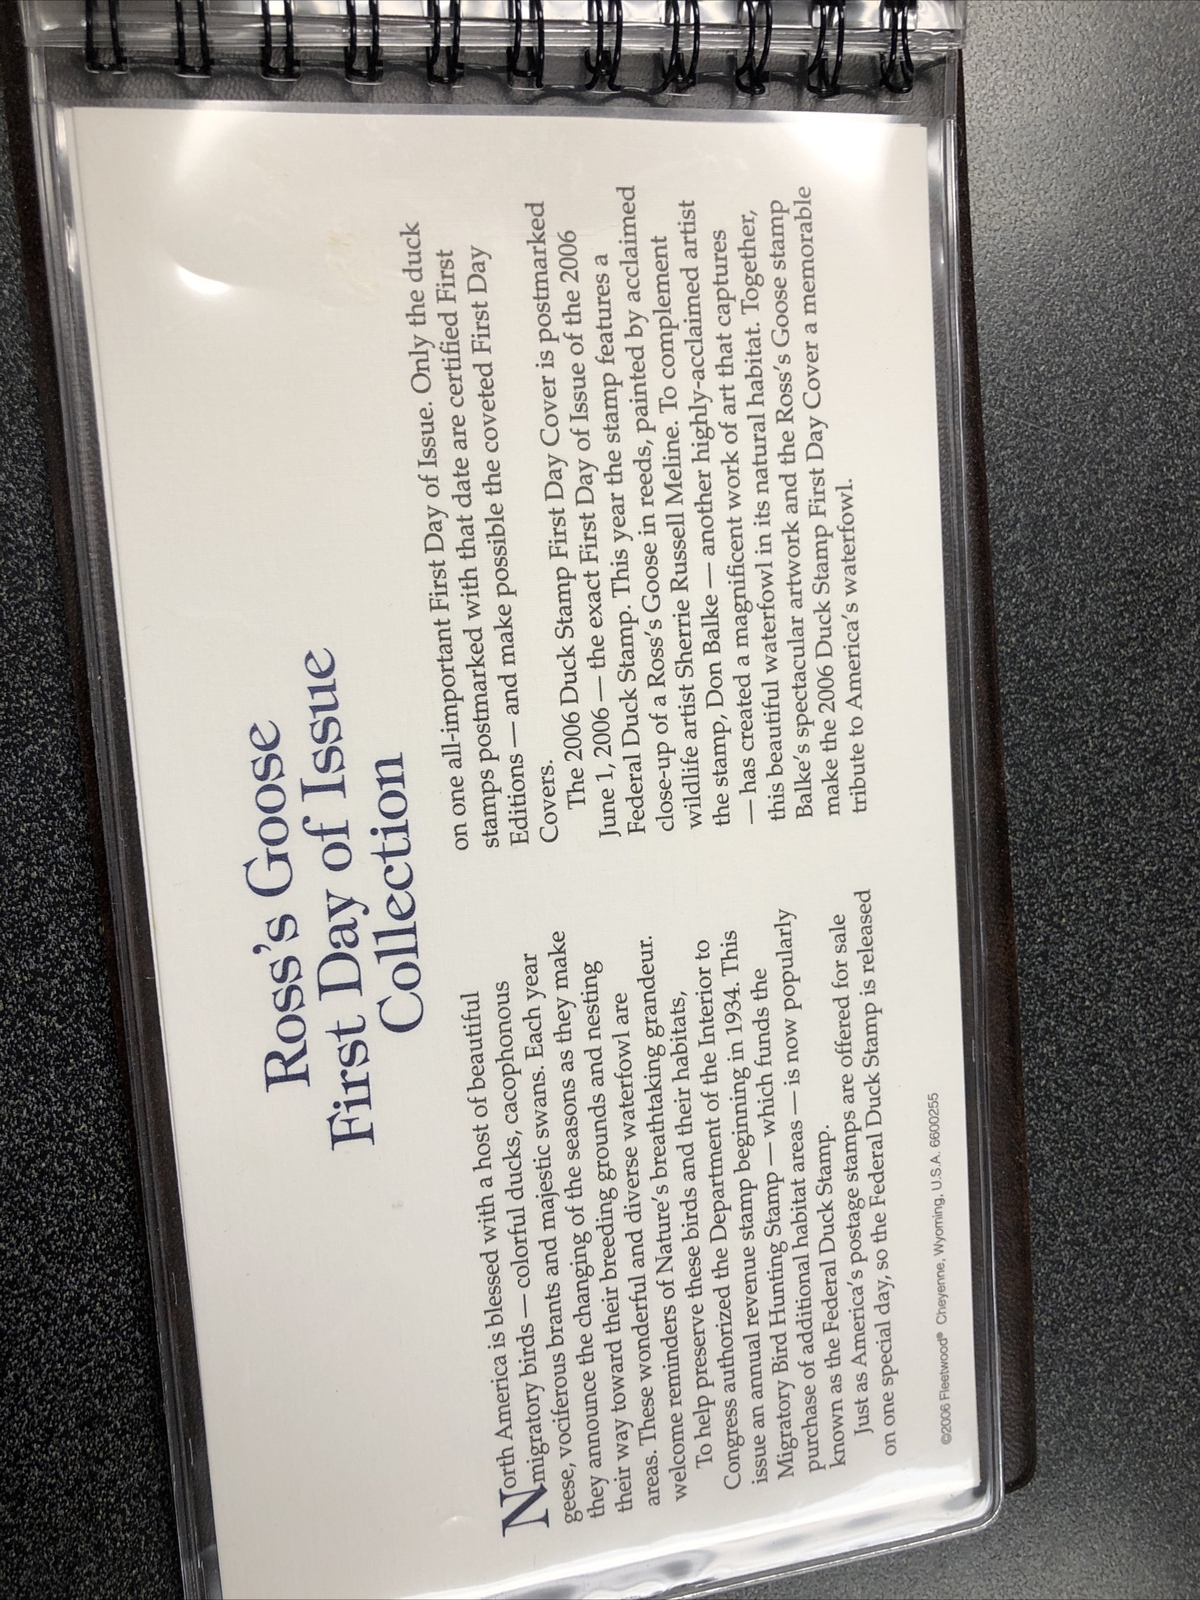 Ross's Goose
First Day of Issue
Collection
North America is blessed with a host of beautiful
migratory birds — colorful ducks, cacophonous
geese, vociferous brants and majestic swans. Each year
they announce the changing of the seasons as they make
their way toward their breeding grounds and nesting
areas. These wonderful and diverse waterfowl are
welcome reminders of Nature's breathtaking grandeur.
To help preserve these birds and their habitats,
Congress authorized the Department of the Interior to
issue an annual revenue stamp beginning in 1934. This
Migratory Bird Hunting Stamp — which funds the
purchase of additional habitat areas — is now popularly
known as the Federal Duck Stamp.
Just as America's postage stamps are offered for sale
on one special day, so the Federal Duck Stamp is released
on one all-important First Day of Issue. Only the duck
stamps postmarked with that date are certified First
Editions — and make possible the coveted First Day
Covers.
The 2006 Duck Stamp First Day Cover is postmarked
June 1, 2006 — the exact First Day of Issue of the 2006
Federal Duck Stamp. This year the stamp features a
close-up of a Ross's Goose in reeds, painted by acclaimed
wildlife artist Sherrie Russell Meline. To complement
the stamp, Don Balke — another highly-acclaimed artist
— has created a magnificent work of art that captures
this beautiful waterfowl in its natural habitat. Together,
Balke's spectacular artwork and the Ross's Goose stamp
make the 2006 Duck Stamp First Day Cover a memorable
tribute to America's waterfowl.
©2006 Fleetwood® Cheyenne, Wyoming, U.S.A. 6600255